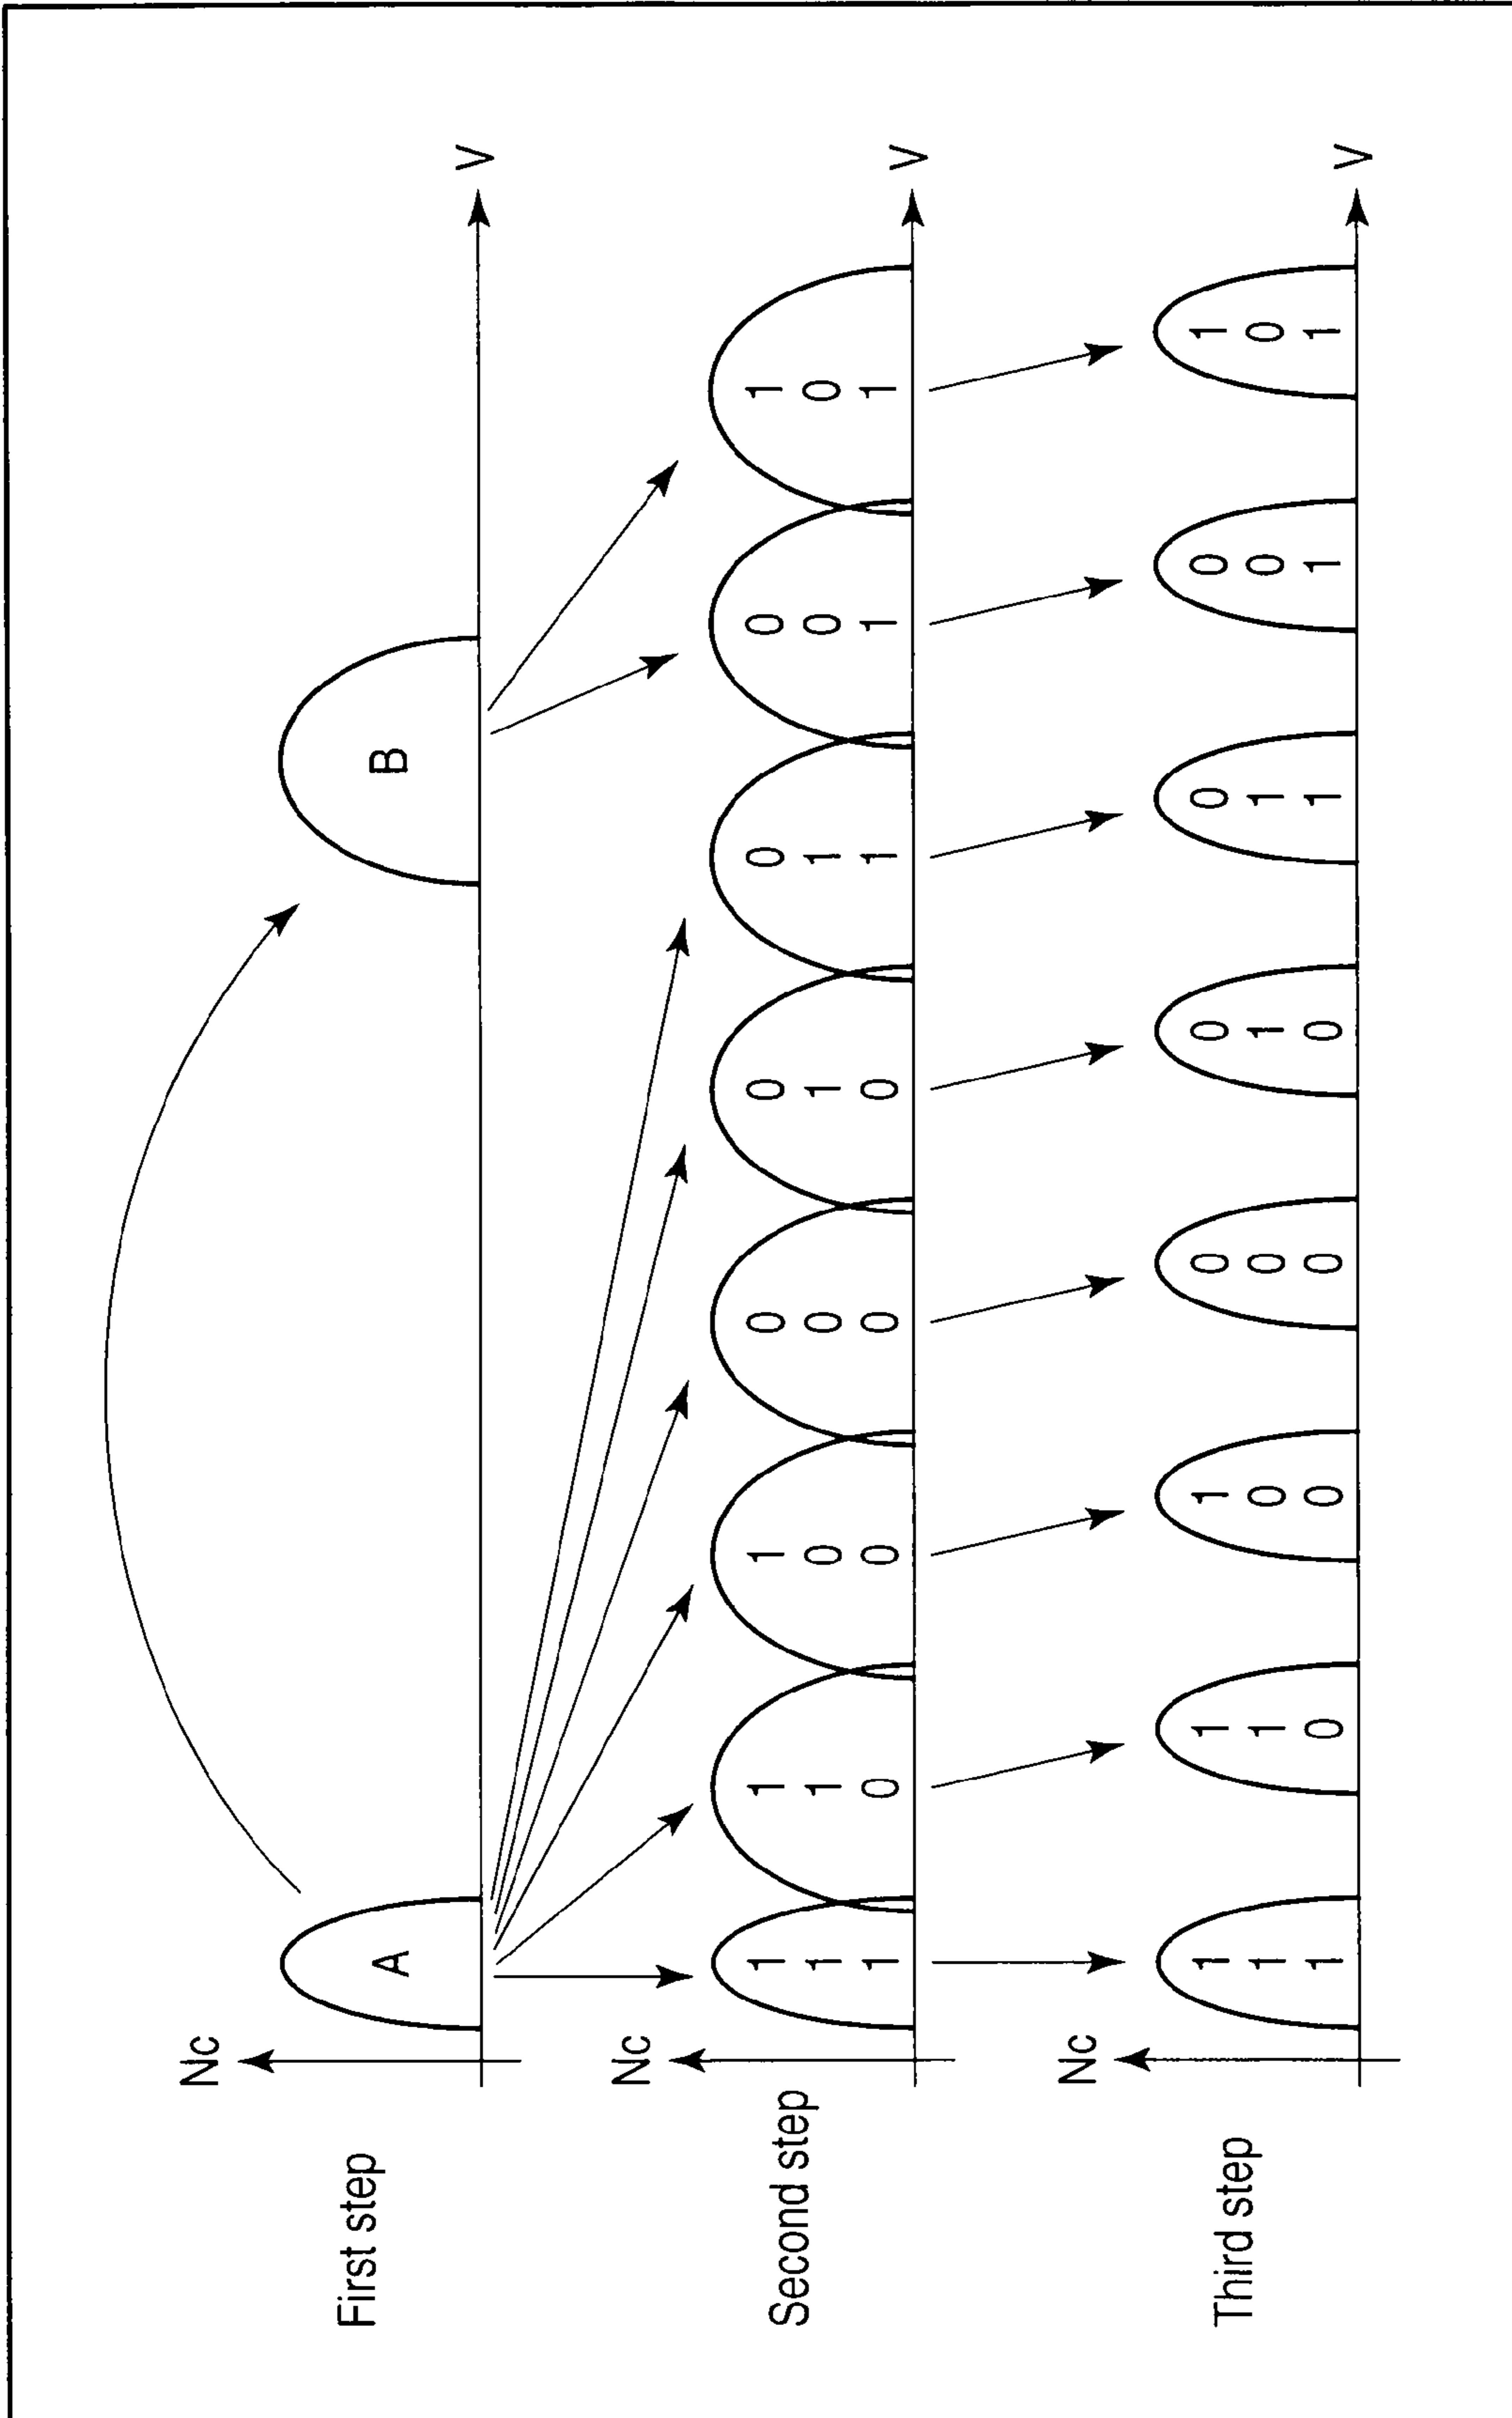 Nc
First step
A
B
V
Nc
Second step
1 1 1 0 0 0 0 1
1 1 0 0 1 1 0 0
1 0 0 0 0 1 1 1
V
Nc
Third step
1 1 1 0 0 0 0 1
1 1 0 0 1 1 0 0
1 0 0 0 0 1 1 1
V